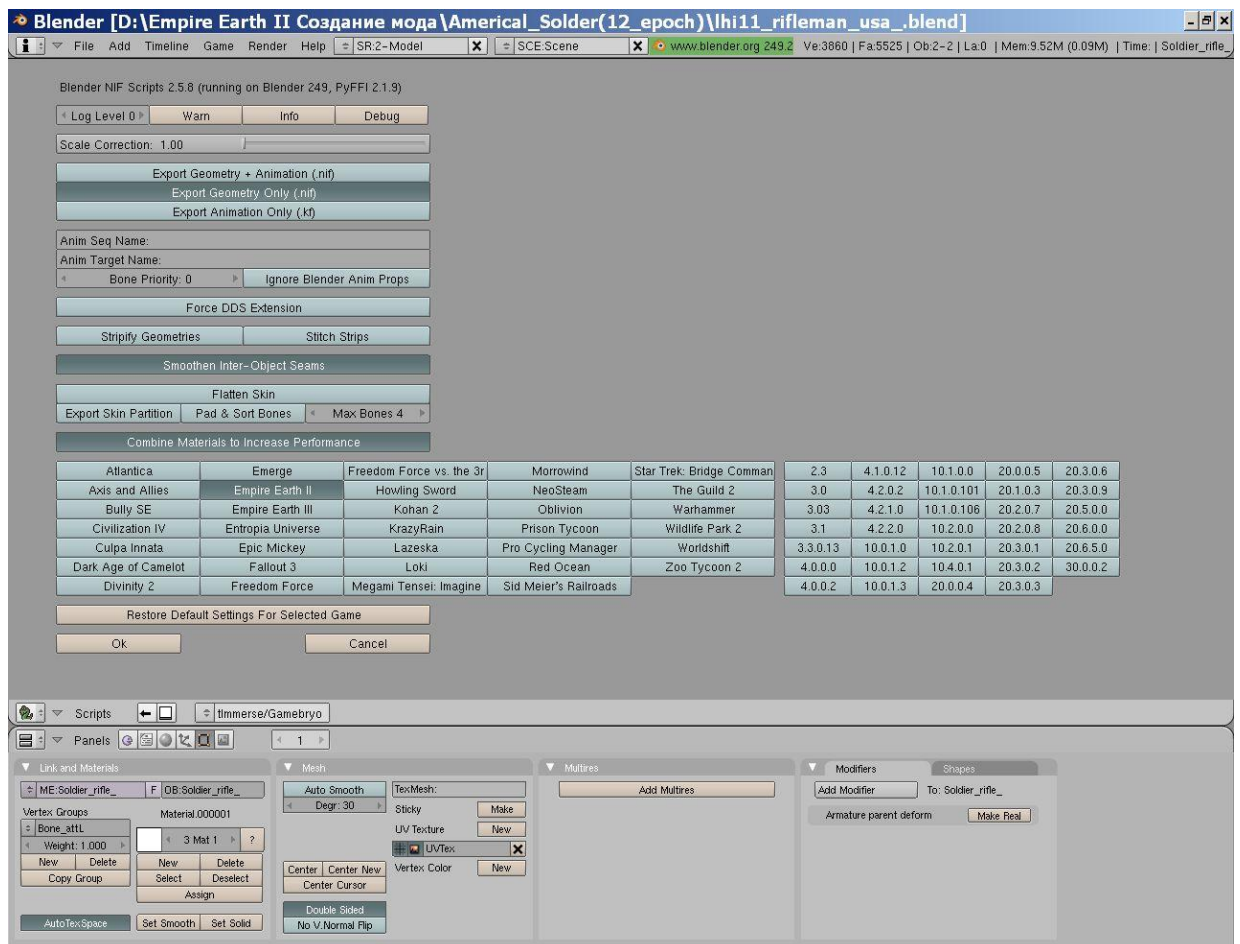 Blender [D:\Empire Earth II Создание мода\Americal_Solder(12_epoch)\lhi11_rifleman_usa_.blend]
File Add Timeline Game Render Help SR:2-Model X SCE:Scene X www.blender.org 249.2 Ve:3860 | Fa:5525 | Ob:2-2 | La:0 | Mem:9.52M (0.09M) | Time: | Soldier_rifle_
Blender NIF Scripts 2.5.8 (running on Blender 249, PyFFI 2.1.9)
Log Level 0 Warn Info Debug
Scale Correction: 1.00
Export Geometry + Animation (.nif)
Export Geometry Only (.nif)
Export Animation Only (.kf)
Anim Seq Name:
Anim Target Name:
Bone Priority: 0 Ignore Blender Anim Props
Force DDS Extension
Stripify Geometries Stitch Strips
Smoothen Inter-Object Seams
Flatten Skin
Export Skin Partition Pad & Sort Bones Max Bones 4
Combine Materials to Increase Performance
Atlantica Emerge Freedom Force vs. the 3r Morrowind Star Trek: Bridge Comman 2.3 4.1.0.12 10.1.0.0 20.0.0.5 20.3.0.6
Axis and Allies Empire Earth II Howling Sword NeoSteam The Guild 2 3.0 4.2.0.2 10.1.0.101 20.1.0.3 20.3.0.9
Bully SE Empire Earth III Kohan 2 Oblivion Warhammer 3.03 4.2.1.0 10.1.0.106 20.2.0.7 20.5.0.0
Civilization IV Entropia Universe KrazyRain Prison Tycoon Wildlife Park 2 3.1 4.2.2.0 10.2.0.0 20.2.0.8 20.6.0.0
Culpa Innata Epic Mickey Lazeska Pro Cycling Manager Worldshift 3.3.0.13 10.0.1.0 10.2.0.1 20.3.0.1 20.6.5.0
Dark Age of Camelot Fallout 3 Loki Red Ocean Zoo Tycoon 2 4.0.0.0 10.0.1.2 10.4.0.1 20.3.0.2 30.0.0.2
Divinity 2 Freedom Force Megami Tensei: Imagine Sid Meier's Railroads 4.0.0.2 10.0.1.3 20.0.0.4 20.3.0.3
Restore Default Settings For Selected Game
Ok Cancel
Scripts tImmerse/Gamebryo
Panels 1
Link and Materials Mesh Multires Modifiers Shapes
ME:Soldier_rifle_ F OB:Soldier_rifle_ Auto Smooth TexMesh: Add Multires Add Modifier To: Soldier_rifle_
Vertex Groups Material.000001 Degr: 30 Sticky Make Armature parent deform Make Real
Bone_attL 3 Mat 1 ? UV Texture New
Weight: 1.000 UVTex X
New Delete New Delete Center Center New Vertex Color New
Copy Group Select Deselect Center Cursor
Assign
Double Sided
AutoTexSpace Set Smooth Set Solid No V.Normal Flip